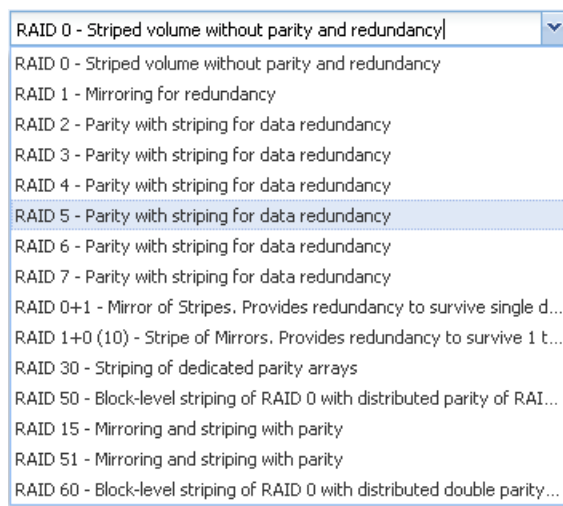 RAID 0 - Striped volume without parity and redundancy
RAID 0 - Striped volume without parity and redundancy
RAID 1 - Mirroring for redundancy
RAID 2 - Parity with striping for data redundancy
RAID 3 - Parity with striping for data redundancy
RAID 4 - Parity with striping for data redundancy
RAID 5 - Parity with striping for data redundancy
RAID 6 - Parity with striping for data redundancy
RAID 7 - Parity with striping for data redundancy
RAID 0+1 - Mirror of Stripes. Provides redundancy to survive single d...
RAID 1+0 (10) - Stripe of Mirrors. Provides redundancy to survive 1 t...
RAID 30 - Striping of dedicated parity arrays
RAID 50 - Block-level striping of RAID 0 with distributed parity of RAI...
RAID 15 - Mirroring and striping with parity
RAID 51 - Mirroring and striping with parity
RAID 60 - Block-level striping of RAID 0 with distributed double parity...